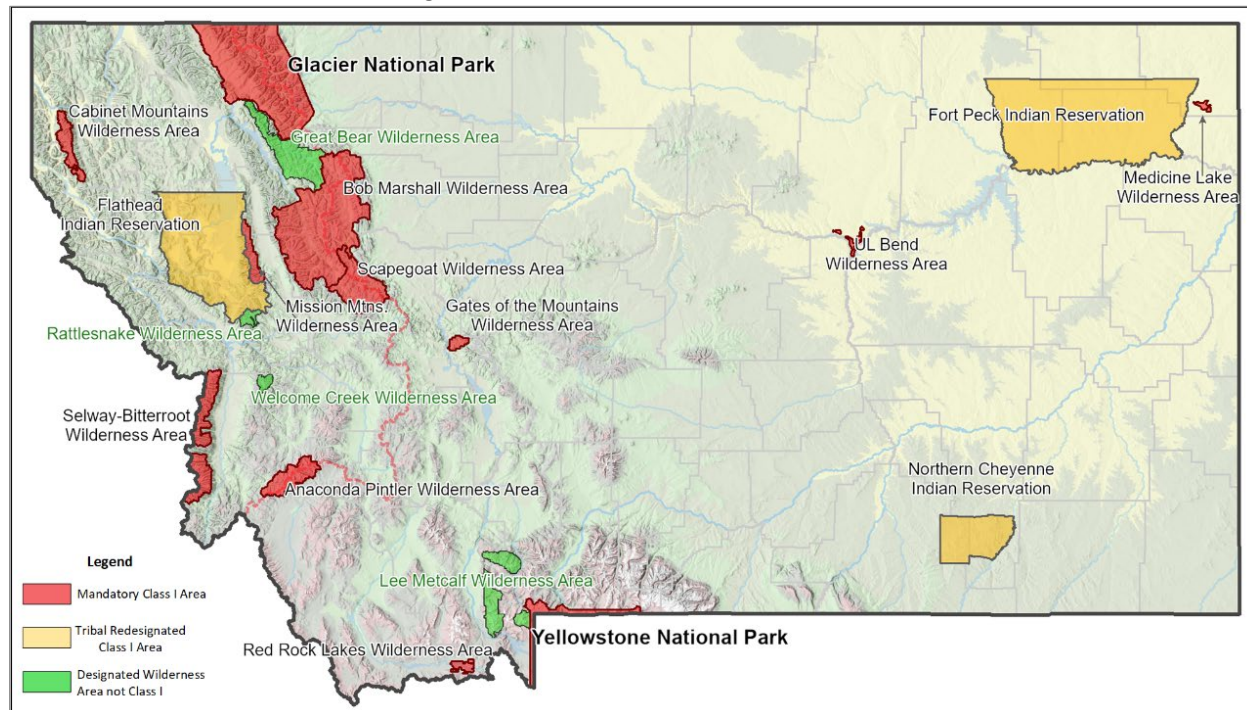 Glacier National Park
Cabinet Mountains
Wilderness Area
Great Bear Wilderness Area
Fort Peck Indian Reservation
Bob Marshall Wilderness Area
Medicine Lake
Wilderness Area
Flathead
Indian Reservation
UL Bend
Wilderness Area
Scapegoat Wilderness Area
Mission Mtns.
Wilderness Area
Gates of the Mountains
Wilderness Area
Rattlesnake Wilderness Area
Welcome Creek Wilderness Area
Selway-Bitterroot
Wilderness Area
Northern Cheyenne
Indian Reservation
Anaconda Pintler Wilderness Area
Lee Metcalf Wilderness Area
Yellowstone National Park
Red Rock Lakes Wilderness Area
Legend
Mandatory Class I Area
Tribal Redesignated
Class I Area
Designated Wilderness
Area not Class I